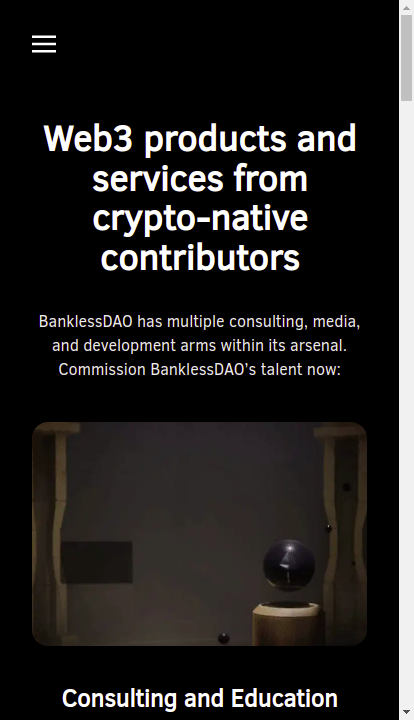 Web3 products and
services from
crypto-native
contributors
BanklessDAO has multiple consulting, media,
and development arms within its arsenal.
Commission BanklessDAO’s talent now:
Consulting and Education